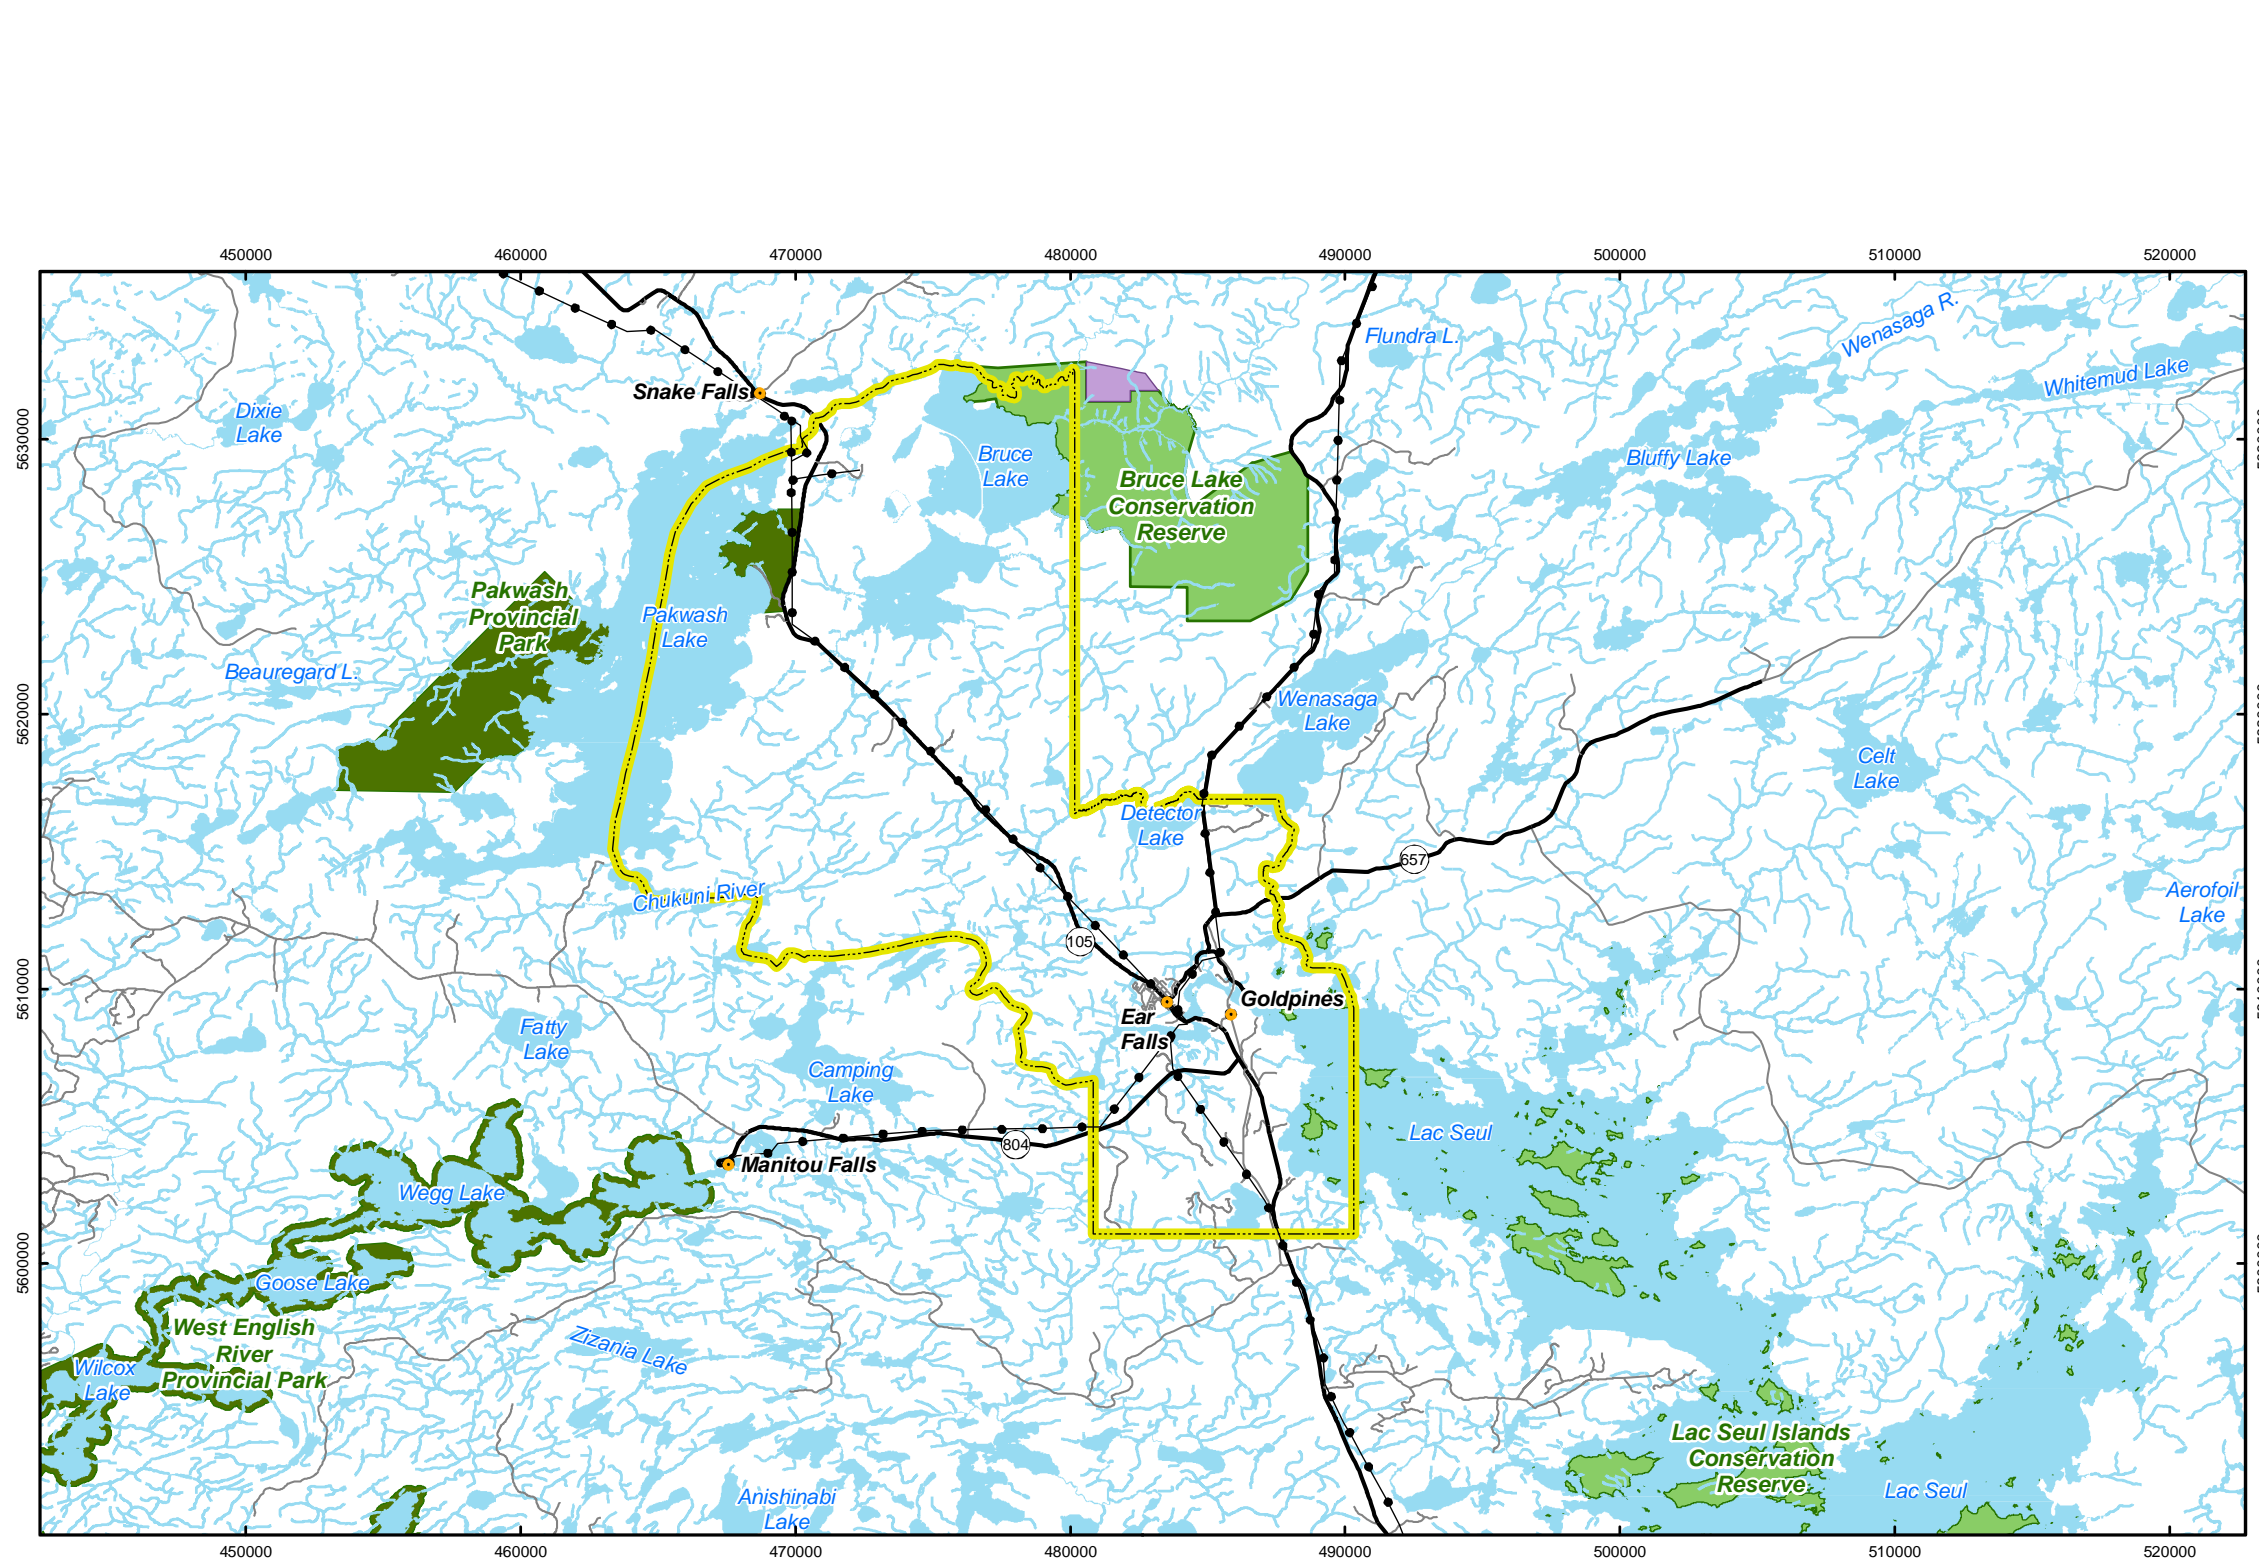 450000 460000 470000 480000 490000 500000 510000 520000
Wenasaga R.
Flundra L.
Whitemud Lake
Snake Falls
Dixie
Lake
5630000
Bruce
Lake
Bluffy Lake
Bruce Lake
Conservation
Reserve
Pakwash
Provincial
Park
Pakwash
Lake
Beauregard L.
Wenasaga
Lake
5620000
Celt
Lake
Detector
Lake
657
Chukuni River
Aerofoil
Lake
105
5610000
Goldpines
Ear
Falls
Fatty
Lake
Camping
Lake
Lac Seul
804
Manitou Falls
Wegg Lake
5600000
Goose Lake
West English
River
Provincial Park
Zizania Lake
Wilcox
Lake
Lac Seul Islands
Conservation
Reserve
Lac Seul
Anishinabi
Lake
450000 460000 470000 480000 490000 500000 510000 520000